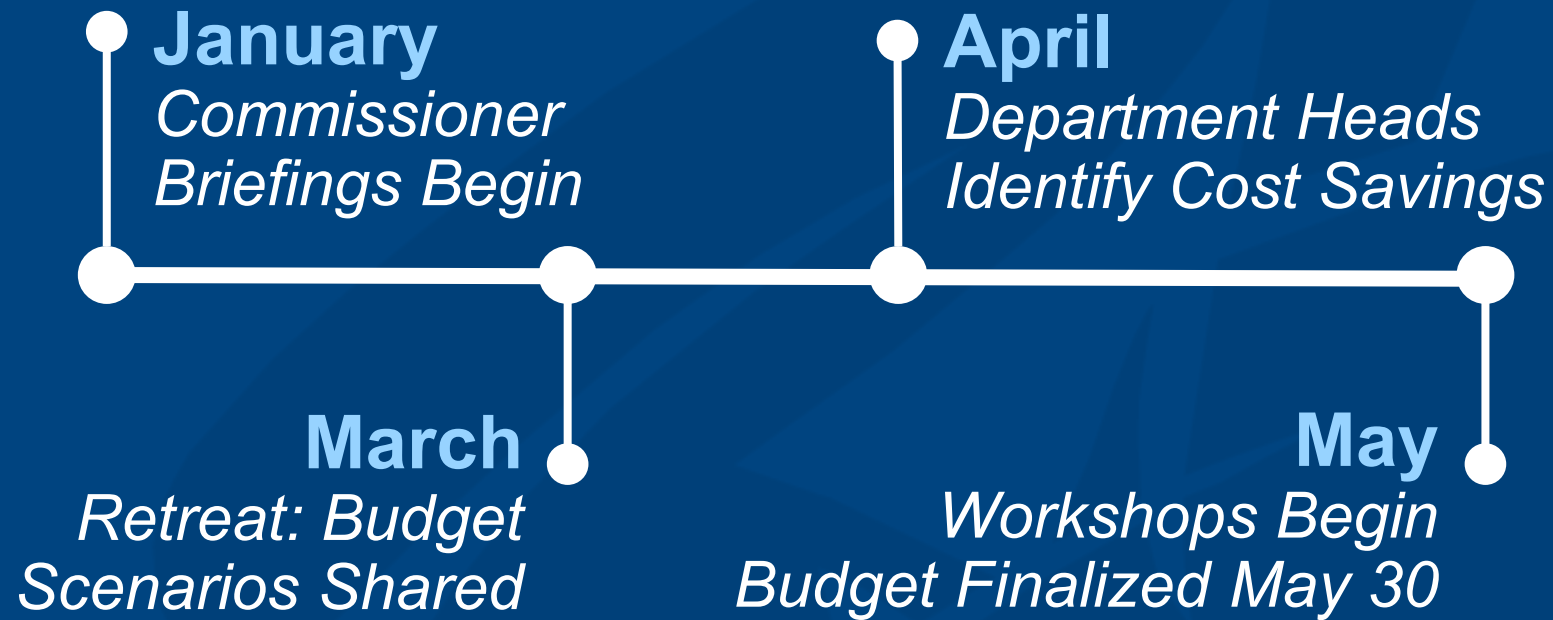 January
Commissioner
Briefings Begin
March
Retreat: Budget
Scenarios Shared
April
Department Heads
Identify Cost Savings
May
Workshops Begin
Budget Finalized May 30